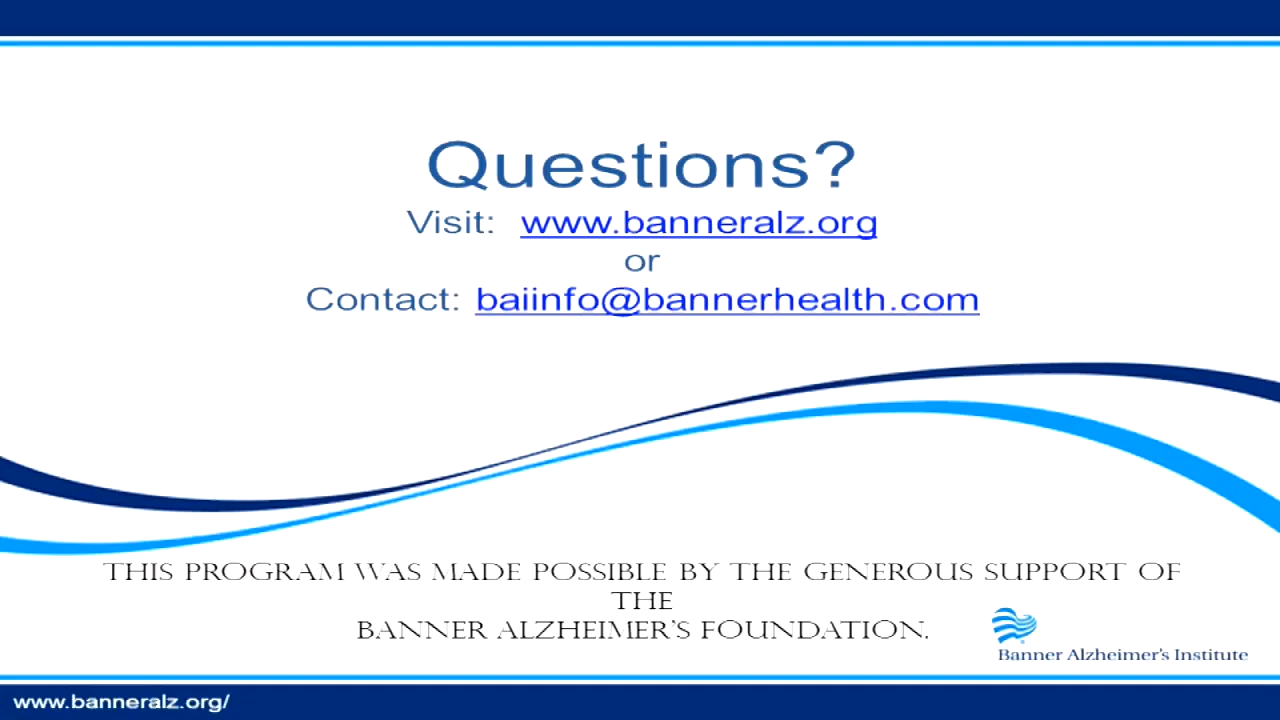 Questions?
Visit: www.banneralz.org
or
Contact: baiinfo@bannerhealth.com
THIS PROGRAM WAS MADE POSSIBLE BY THE GENEROUS SUPPORT OF
THE
BANNER ALZHEIMER'S FOUNDATION.
Banner Alzheimer's Institute
www.banneralz.org/